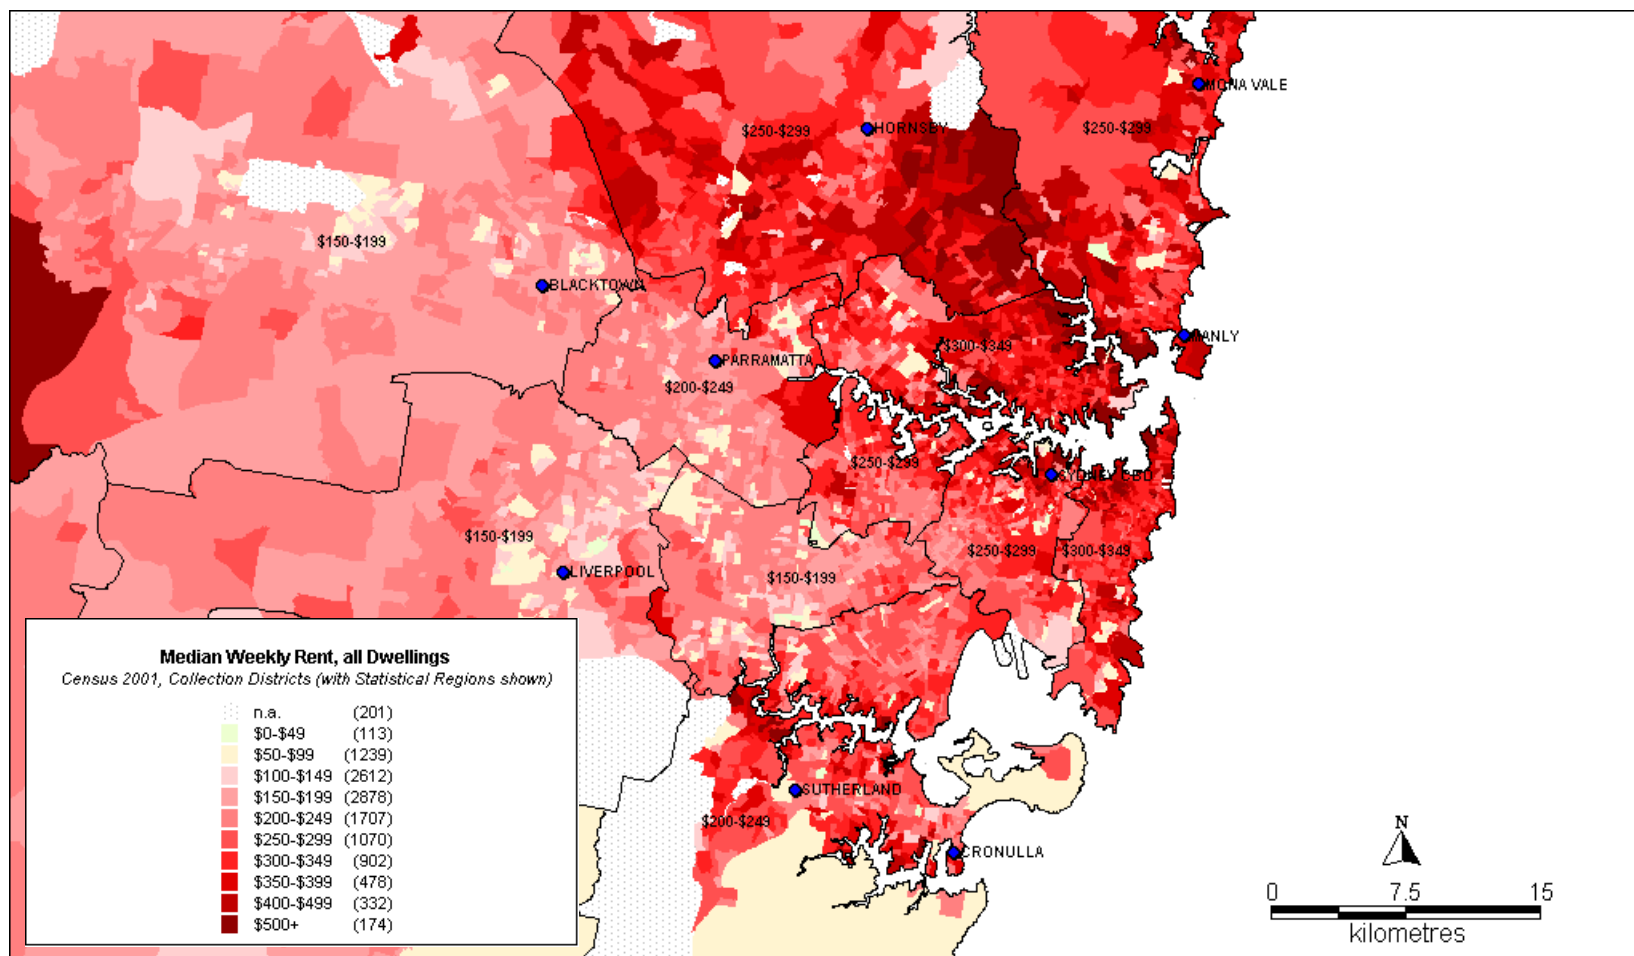 MONA VALE
$250-$299
HORNSBY
$250-$299
$150-$199
BLACKTOWN
MANLY
$300-$349
PARRAMATTA
$200-$249
$250-$299
SYDNEY CBD
$150-$199
$250-$299
$300-$349
LIVERPOOL
$150-$199
Median Weekly Rent, all Dwellings
Census 2001, Collection Districts (with Statistical Regions shown)
n.a. (201)
$0-$49 (113)
$50-$99 (1239)
$100-$149 (2612)
$150-$199 (2878)
$200-$249 (1707)
$250-$299 (1070)
$300-$349 (902)
$350-$399 (478)
$400-$499 (332)
$500+ (174)
SUTHERLAND
$200-$249
CRONULLA
N
0 7.5 15
kilometres